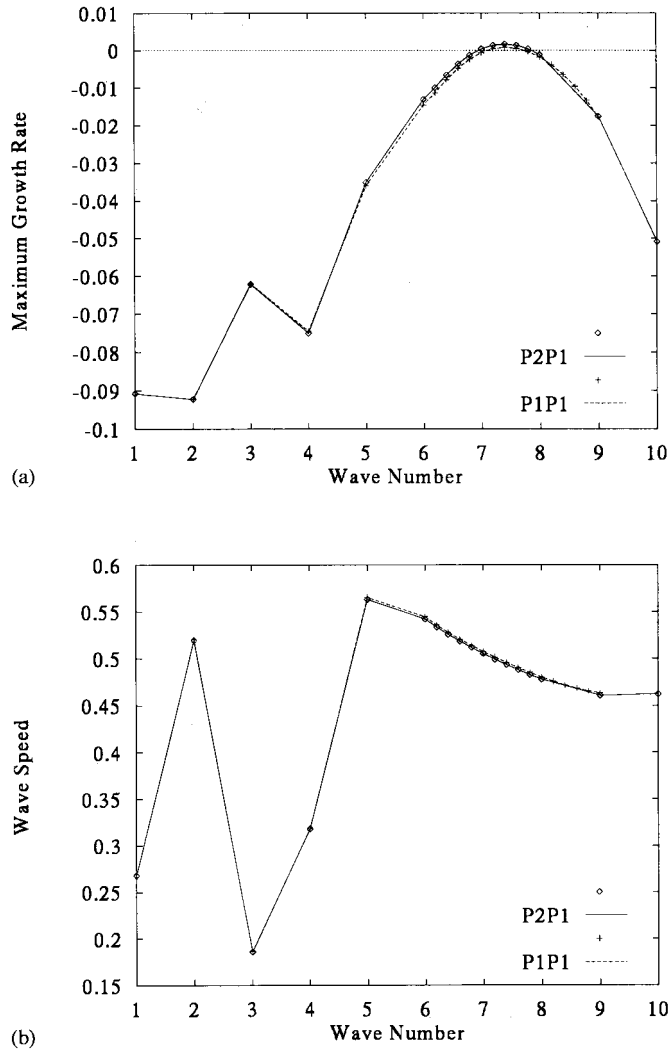 0.01
0
-0.01
-0.02
-0.03
-0.04
-0.05
-0.06
-0.07
-0.08
-0.09
-0.1
Maximum Growth Rate
P2P1
P1P1
1 2 3 4 5 6 7 8 9 10
(a)
Wave Number
0.6
0.55
0.5
0.45
0.4
0.35
0.3
0.25
0.2
0.15
Wave Speed
P2P1
P1P1
1 2 3 4 5 6 7 8 9 10
(b)
Wave Number